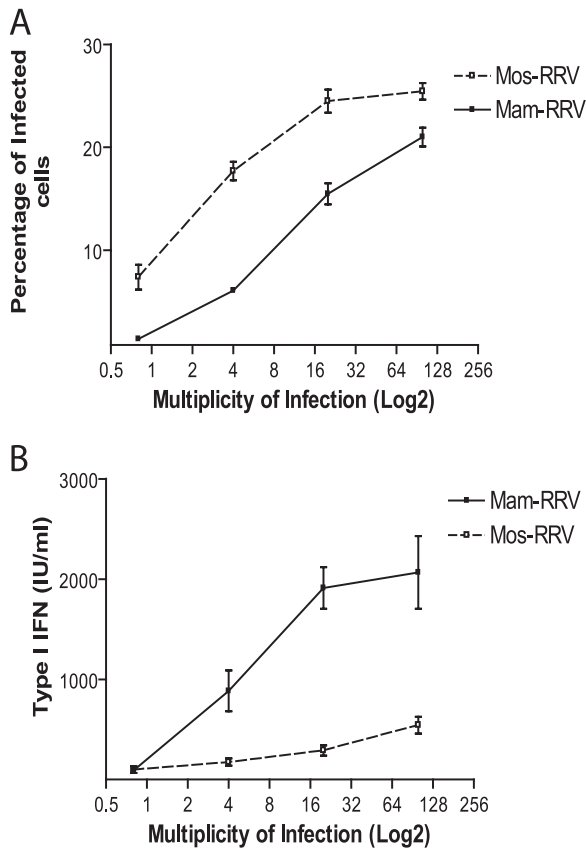 A
Percentage of Infected
cells
30
20
10
Mos-RRV
Mam-RRV
0.5 1 2 4 8 16 32 64 128 256
Multiplicity of Infection (Log2)
B
Type I IFN (IU/ml)
3000
2000
1000
Mam-RRV
Mos-RRV
0.5 1 2 4 8 16 32 64 128 256
Multiplicity of Infection (Log2)